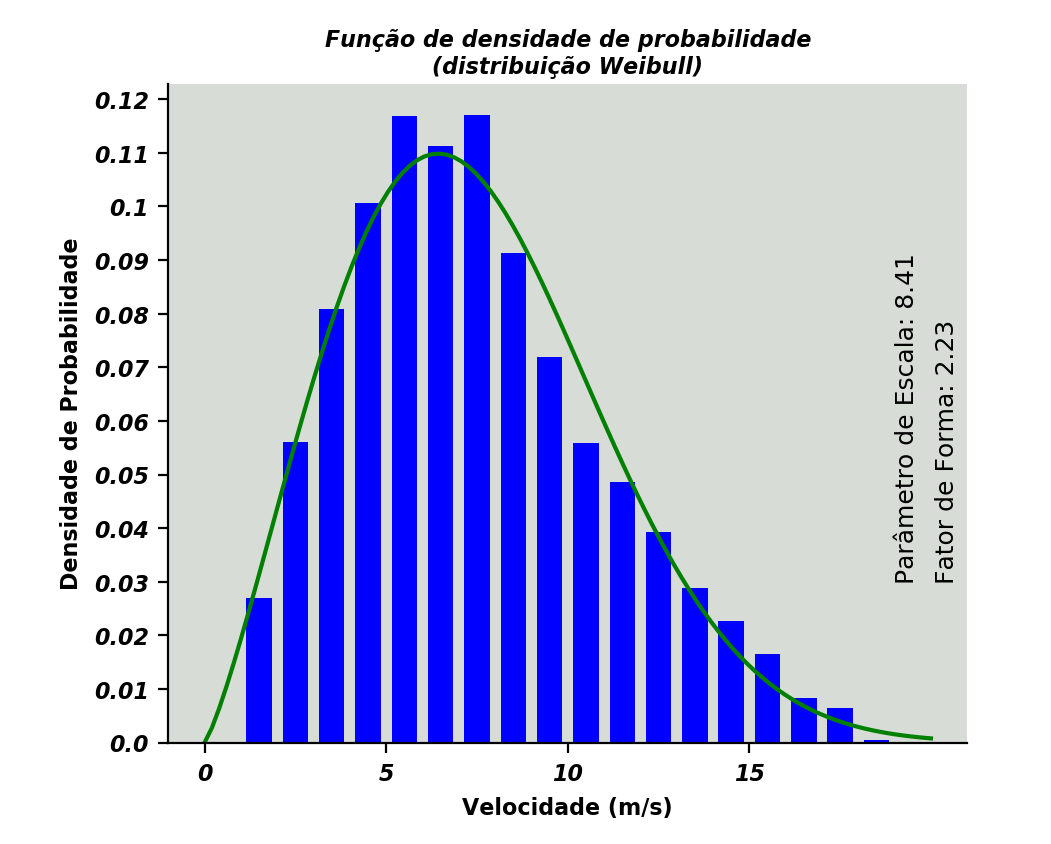 Função de densidade de probabilidade
(distribuição Weibull)
Densidade de Probabilidade
0.12
0.11
0.1
0.09
0.08
0.07
0.06
0.05
0.04
0.03
0.02
0.01
0.0
0
5
10
15
Velocidade (m/s)
Parâmetro de Escala: 8.41
Fator de Forma: 2.23